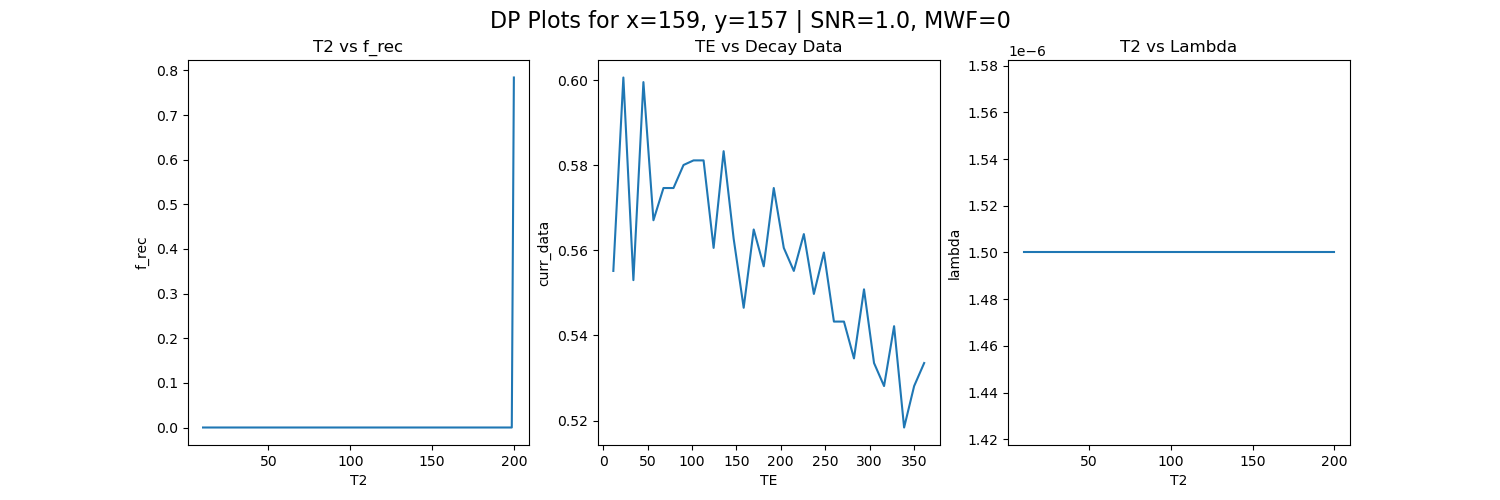 DP Plots for x=159, y=157 | SNR=1.0, MWF=0
T2 vs f_rec
0.8
0.7
0.6
0.5
0.4
0.3
0.2
0.1
0.0
f_rec
50 100 150 200
T2
TE vs Decay Data
0.60
0.58
0.56
0.54
0.52
curr_data
0 50 100 150 200 250 300 350
TE
T2 vs Lambda
1e−6
1.58
1.56
1.54
1.52
1.50
1.48
1.46
1.44
1.42
lambda
50 100 150 200
T2